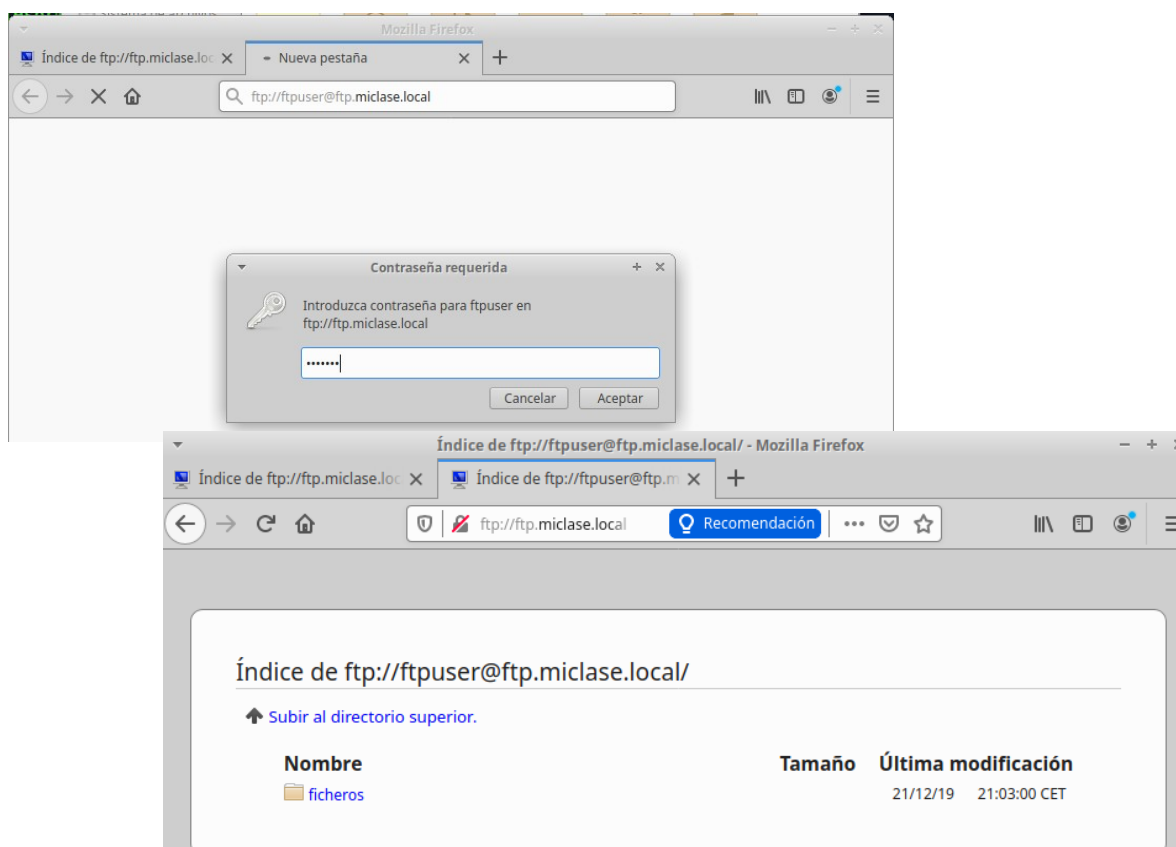 Mozilla Firefox
Índice de ftp://ftp.miclase.loc
Nueva pestaña
ftp://ftpuser@ftp.miclase.local
Contraseña requerida
Introduzca contraseña para ftpuser en
ftp://ftp.miclase.local
Cancelar Aceptar
Índice de ftp://ftpuser@ftp.miclase.local/ - Mozilla Firefox
Índice de ftp://ftp.miclase.loc
Índice de ftp://ftpuser@ftp.m
ftp://ftp.miclase.local Recomendación
Índice de ftp://ftpuser@ftp.miclase.local/
Subir al directorio superior.
Nombre Tamaño Última modificación
ficheros 21/12/19 21:03:00 CET